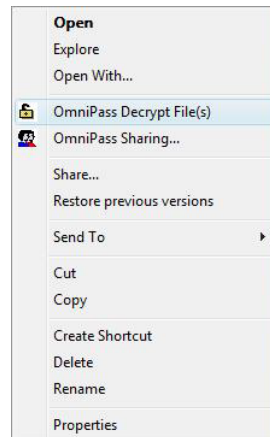 Open
Explore
Open With...
OmniPass Decrypt File(s)
OmniPass Sharing...
Share...
Restore previous versions
Send To
Cut
Copy
Create Shortcut
Delete
Rename
Properties